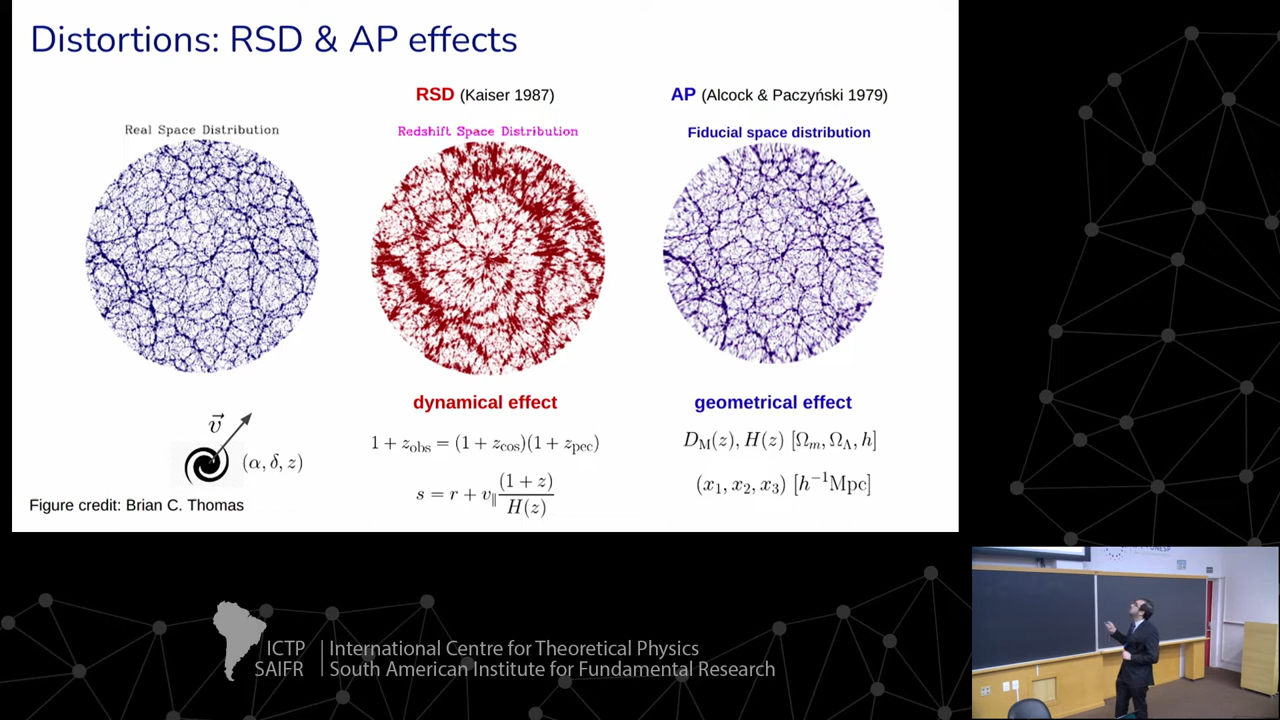 Distortions: RSD & AP effects
RSD (Kaiser 1987)
AP (Alcock & Paczyński 1979)
Real Space Distribution
Redshift Space Distribution
Fiducial space distribution
dynamical effect
geometrical effect
1 + z_obs = (1 + z_cos)(1 + z_pec)
D_M(z), H(z) [Ω_m, Ω_Λ, h]
v⃗
(α, δ, z)
s = r + v_∥ (1 + z) / H(z)
(x_1, x_2, x_3) [h^{-1}Mpc]
Figure credit: Brian C. Thomas
ICTP | International Centre for Theoretical Physics
SAIFR | South American Institute for Fundamental Research